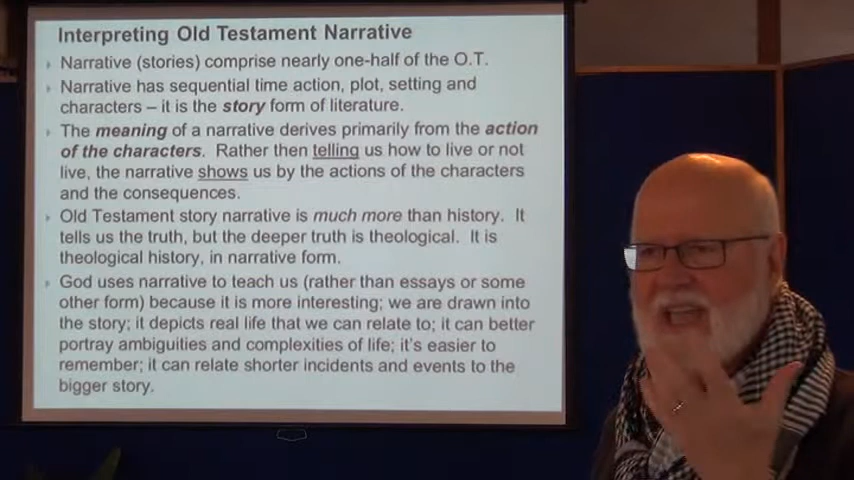 Interpreting Old Testament Narrative
Narrative (stories) comprise nearly one-half of the O.T.
Narrative has sequential time action, plot, setting and
characters – it is the story form of literature.
The meaning of a narrative derives primarily from the action
of the characters. Rather then telling us how to live or not
live, the narrative shows us by the actions of the characters
and the consequences.
Old Testament story narrative is much more than history. It
tells us the truth, but the deeper truth is theological. It is
theological history, in narrative form.
God uses narrative to teach us (rather than essays or some
other form) because it is more interesting; we are drawn into
the story; it depicts real life that we can relate to; it can better
portray ambiguities and complexities of life; it's easier to
remember; it can relate shorter incidents and events to the
bigger story.